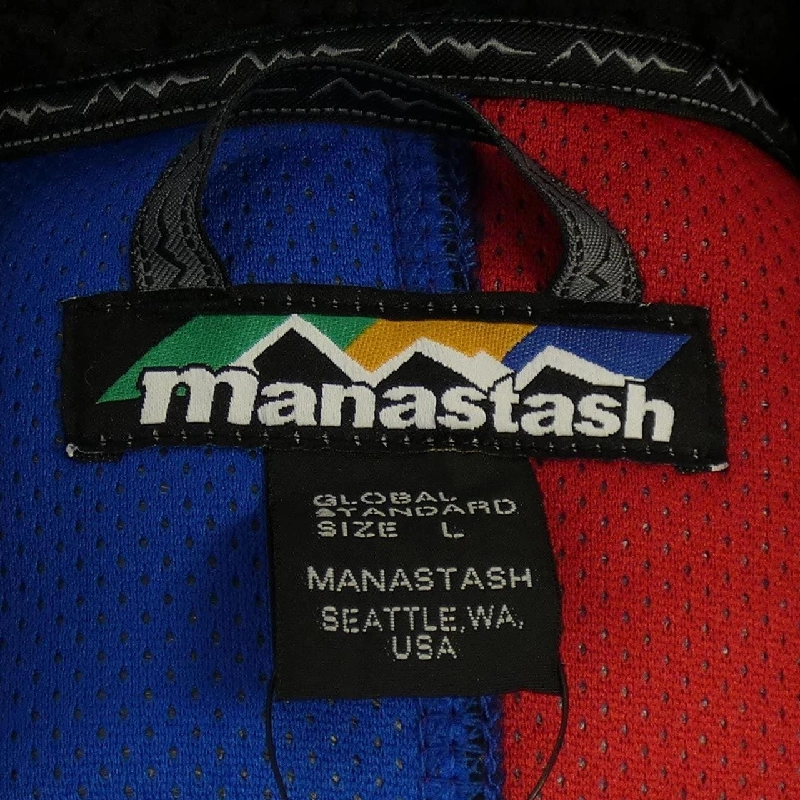 manastash
GLOBAL
STANDARD
SIZE L
MANASTASH
SEATTLE, WA,
USA